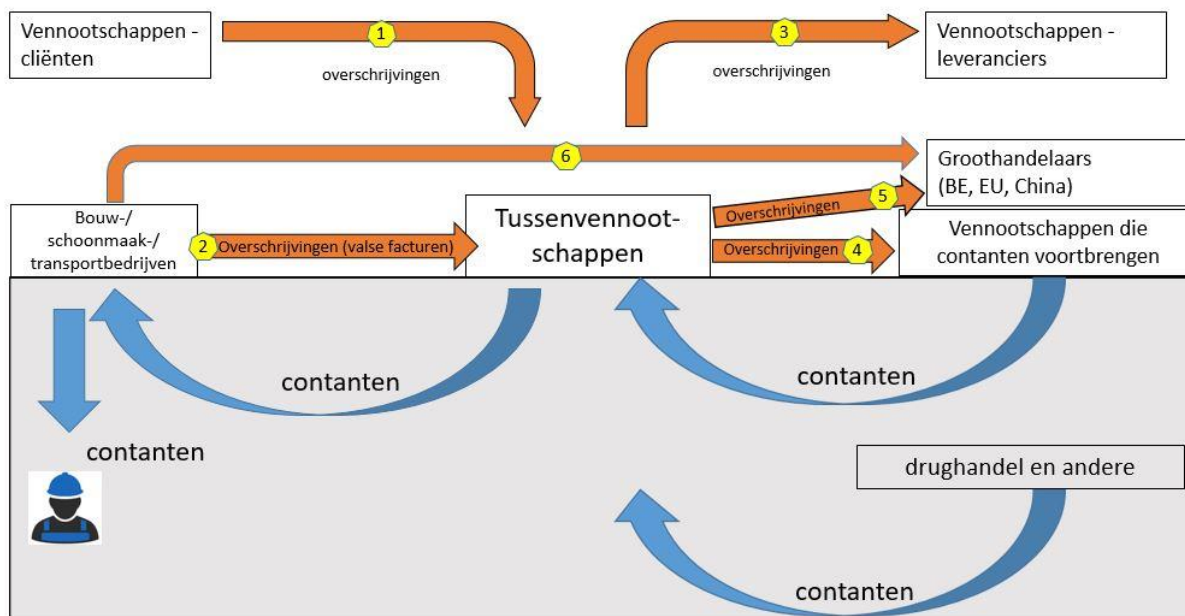 Vennootschappen -
cliënten
1
overschrijvingen
3
overschrijvingen
Vennootschappen -
leveranciers
6
Groothandelaars
(BE, EU, China)
Bouw-/
schoonmaak-/
transportbedrijven
2
Overschrijvingen (valse facturen)
Tussenvennoot-
schappen
Overschrijvingen
5
Overschrijvingen
4
Vennootschappen die
contanten voortbrengen
contanten
contanten
contanten
drughandel en andere
contanten